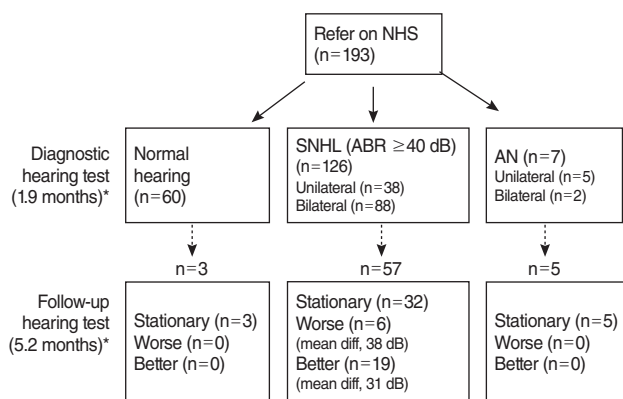 Refer on NHS
(n=193)
Diagnostic
hearing test
(1.9 months)*
Normal
hearing
(n=60)
SNHL (ABR ≥40 dB)
(n=126)
Unilateral (n=38)
Bilateral (n=88)
AN (n=7)
Unilateral (n=5)
Bilateral (n=2)
n=3
n=57
n=5
Follow-up
hearing test
(5.2 months)*
Stationary (n=3)
Worse (n=0)
Better (n=0)
Stationary (n=32)
Worse (n=6)
(mean diff, 38 dB)
Better (n=19)
(mean diff, 31 dB)
Stationary (n=5)
Worse (n=0)
Better (n=0)